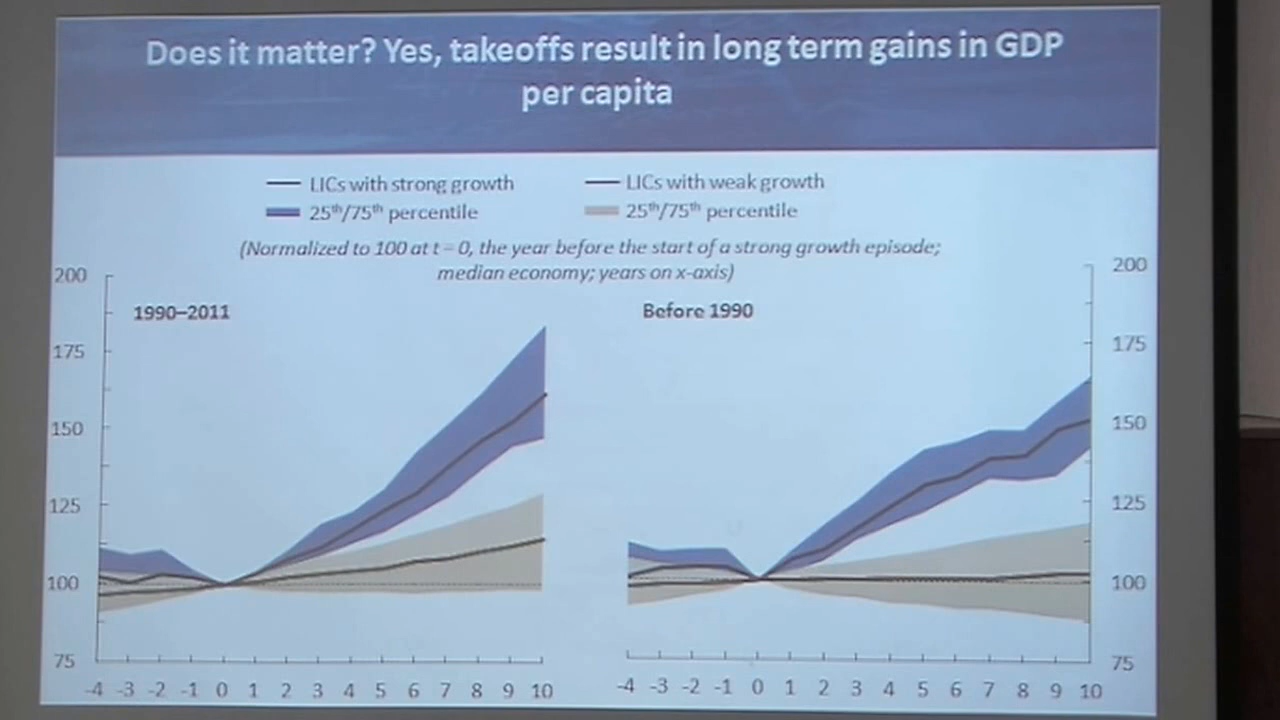 Does it matter? Yes, takeoffs result in long term gains in GDP
per capita
LICs with strong growth
LICs with weak growth
25th/75th percentile
25th/75th percentile
(Normalized to 100 at t = 0, the year before the start of a strong growth episode;
median economy; years on x-axis)
1990–2011
200
175
150
125
100
75
-4 -3 -2 -1 0 1 2 3 4 5 6 7 8 9 10
Before 1990
200
175
150
125
100
75
-4 -3 -2 -1 0 1 2 3 4 5 6 7 8 9 10